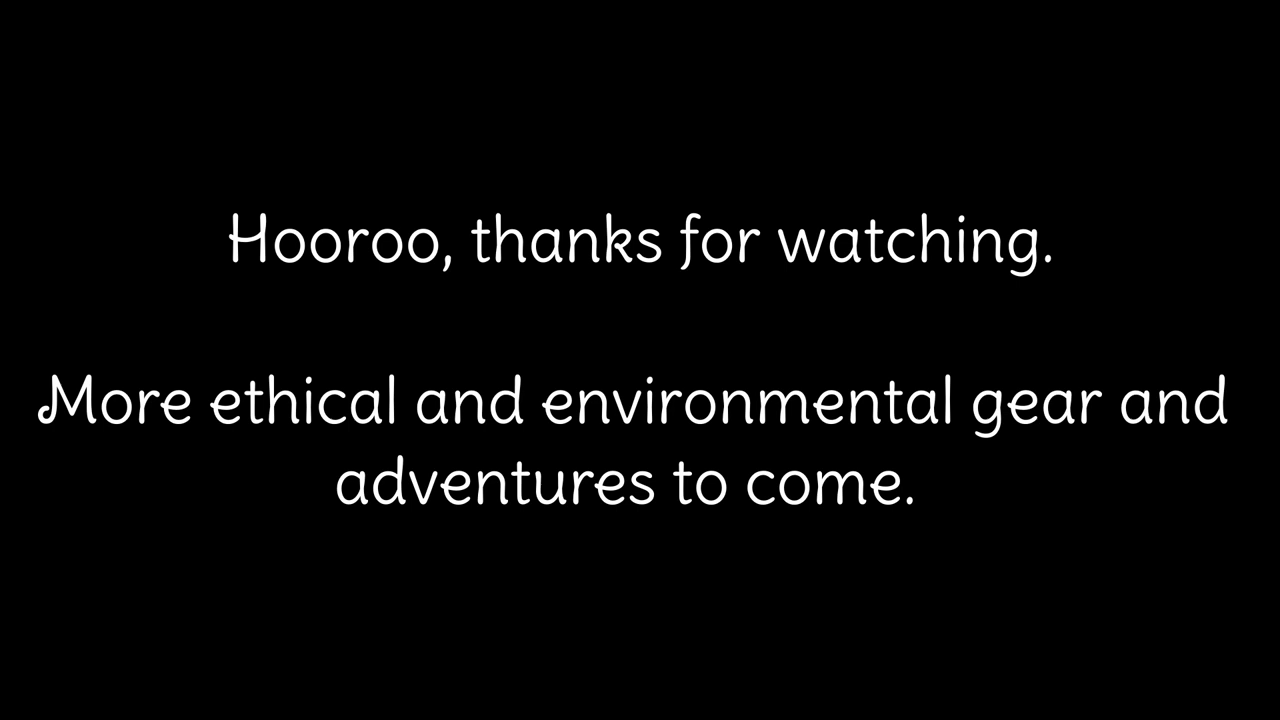 Hooroo, thanks for watching.
More ethical and environmental gear and
adventures to come.